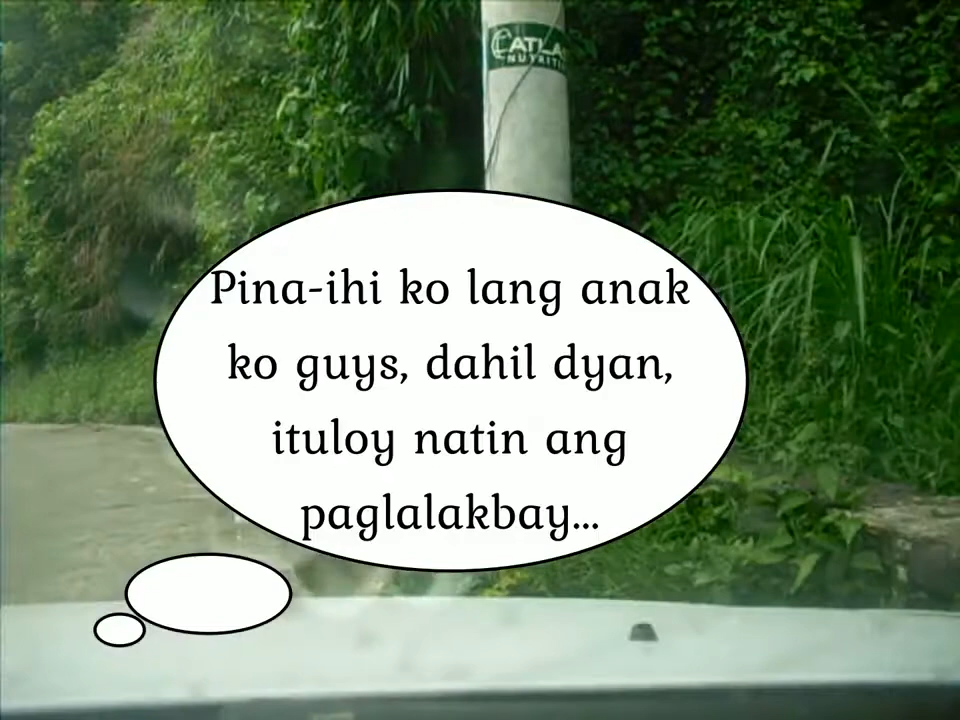 Pina-ihi ko lang anak
ko guys, dahil dyan,
ituloy natin ang
paglalakbay...